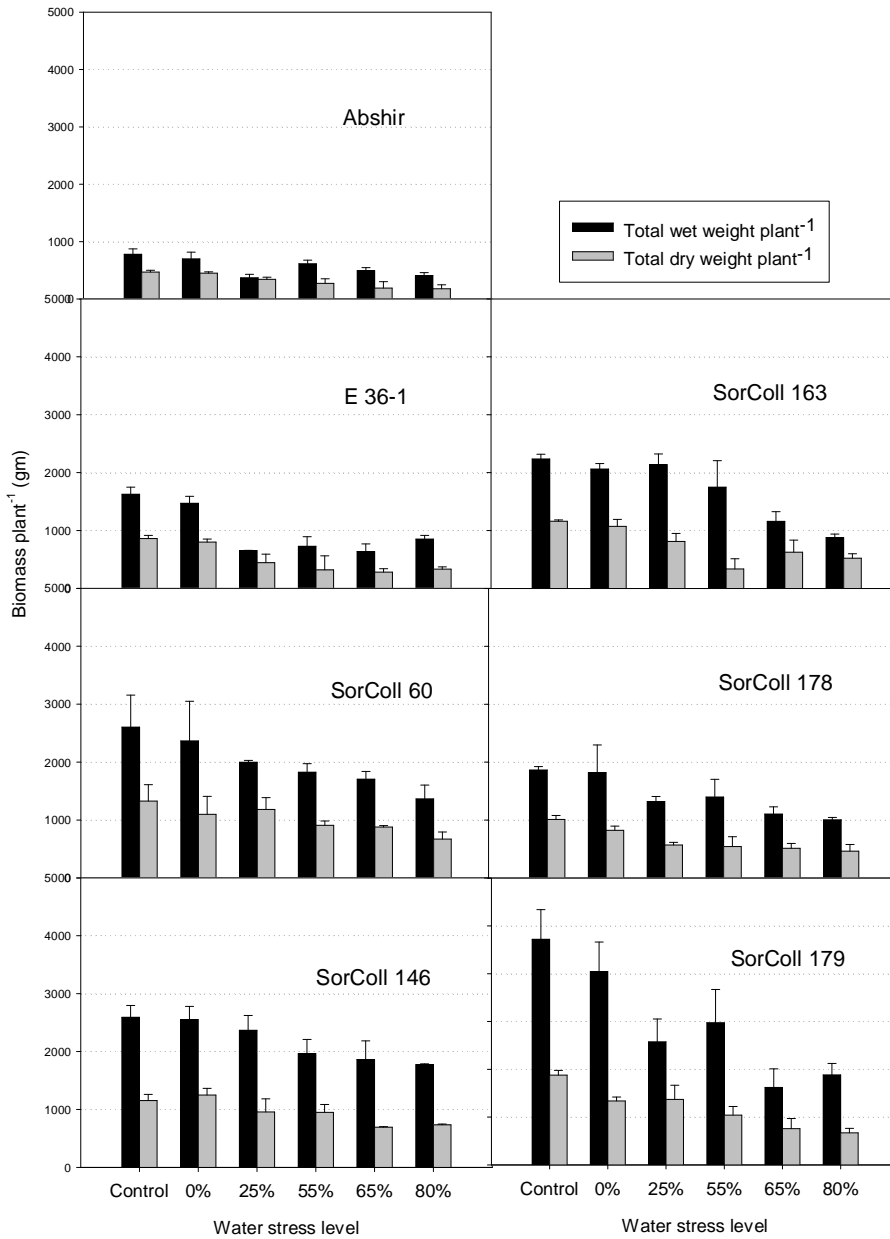 5000
4000
3000
1000
0
Abshir
Total wet weight plant-1
Total dry weight plant-1
5000
4000
3000
2000
1000
0
E 36-1
SorColl 163
Biomass plant-1 (gm)
5000
4000
3000
2000
1000
0
SorColl 60
SorColl 178
5000
4000
3000
2000
1000
0
SorColl 146
SorColl 179
Control 0% 25% 55% 65% 80%
Control 0% 25% 55% 65% 80%
Water stress level
Water stress level